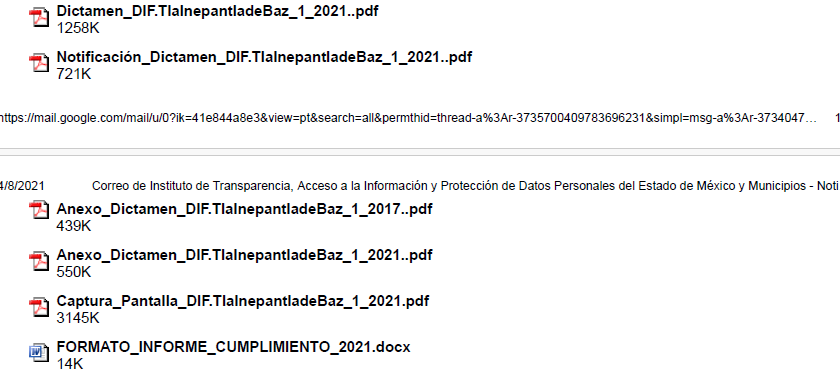 Dictamen_DIF.TlalnepantladeBaz_1_2021..pdf
1258K
Notificación_Dictamen_DIF.TlalnepantladeBaz_1_2021..pdf
721K
https://mail.google.com/mail/u/0?ik=41e844a8e3&view=pt&search=all&permthid=thread-a%3Ar-3735700409783696231&simpl=msg-a%3Ar-3734047… 1
4/8/2021 Correo de Instituto de Transparencia, Acceso a la Información y Protección de Datos Personales del Estado de México y Municipios - Noti
Anexo_Dictamen_DIF.TlalnepantladeBaz_1_2017..pdf
439K
Anexo_Dictamen_DIF.TlalnepantladeBaz_1_2021..pdf
550K
Captura_Pantalla_DIF.TlalnepantladeBaz_1_2021.pdf
3145K
FORMATO_INFORME_CUMPLIMIENTO_2021.docx
14K